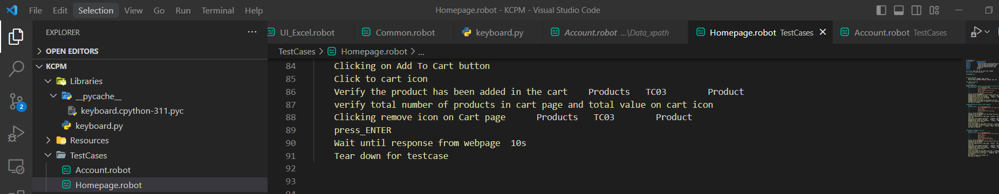 File Edit Selection View Go Run Terminal Help Homepage.robot - KCPM - Visual Studio Code
EXPLORER ... UI_Excel.robot Common.robot keyboard.py Account.robot ...\Data_xpath Homepage.robot TestCases Account.robot TestCases
OPEN EDITORS
TestCases > Homepage.robot > ...
KCPM
Libraries
__pycache__
keyboard.cpython-311.pyc
keyboard.py
Resources
TestCases
Account.robot
Homepage.robot
2
84 Clicking on Add To Cart button
85 Click to cart icon
86 Verify the product has been added in the cart    Products   TC03        Product
87 verify total number of products in cart page and total value on cart icon
88 Clicking remove icon on Cart page      Products   TC03        Product
89 press_ENTER
90 Wait until response from webpage  10s
91 Tear down for testcase
92
93